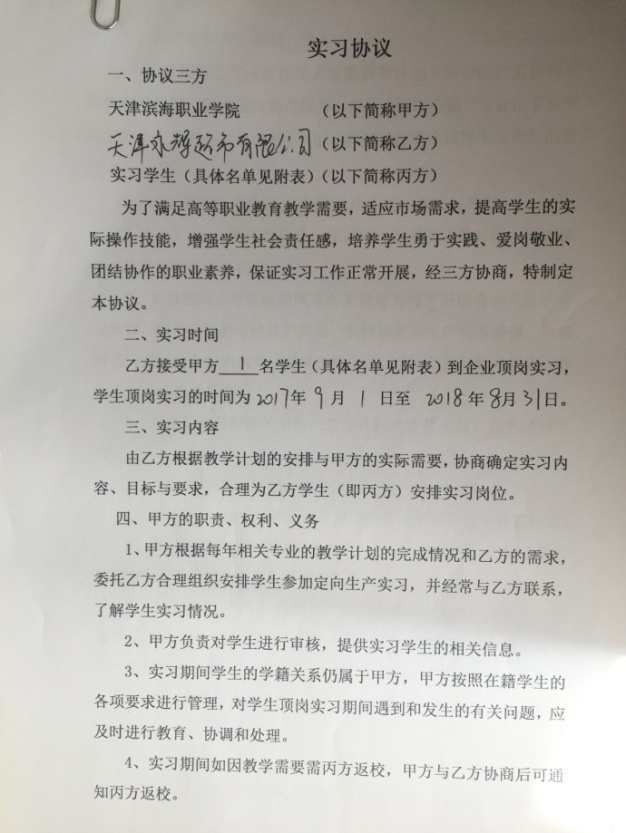 实习协议
一、协议三方
天津滨海职业学院 （以下简称甲方）
天津永辉超市有限公司（以下简称乙方）
实习学生（具体名单见附表）（以下简称丙方）
为了满足高等职业教育教学需要，适应市场需求，提高学生的实
际操作技能，增强学生社会责任感，培养学生勇于实践、爱岗敬业、
团结协作的职业素养，保证实习工作正常开展，经三方协商，特制定
本协议。
二、实习时间
乙方接受甲方 1 名学生（具体名单见附表）到企业顶岗实习，
学生顶岗实习的时间为 2017年 9 月 1 日至 2018 年 8月 31日。
三、实习内容
由乙方根据教学计划的安排与甲方的实际需要，协商确定实习内
容、目标与要求，合理为乙方学生（即丙方）安排实习岗位。
四、甲方的职责、权利、义务
1、甲方根据每年相关专业的教学计划的完成情况和乙方的需求，
委托乙方合理组织安排学生参加定向生产实习，并经常与乙方联系，
了解学生实习情况。
2、甲方负责对学生进行审核，提供实习学生的相关信息。
3、实习期间学生的学籍关系仍属于甲方，甲方按照在籍学生的
各项要求进行管理，对学生顶岗实习期间遇到和发生的有关问题，应
及时进行教育、协调和处理。
4、实习期间如因教学需要需丙方返校，甲方与乙方协商后可通
知丙方返校。